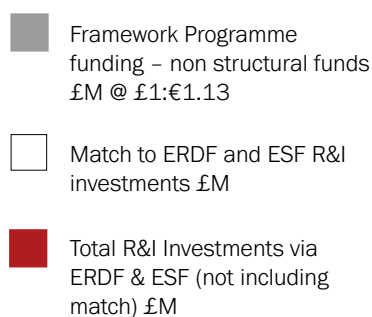 Framework Programme
funding – non structural funds
£M @ £1:€1.13
Match to ERDF and ESF R&I
investments £M
Total R&I Investments via
ERDF & ESF (not including
match) £M